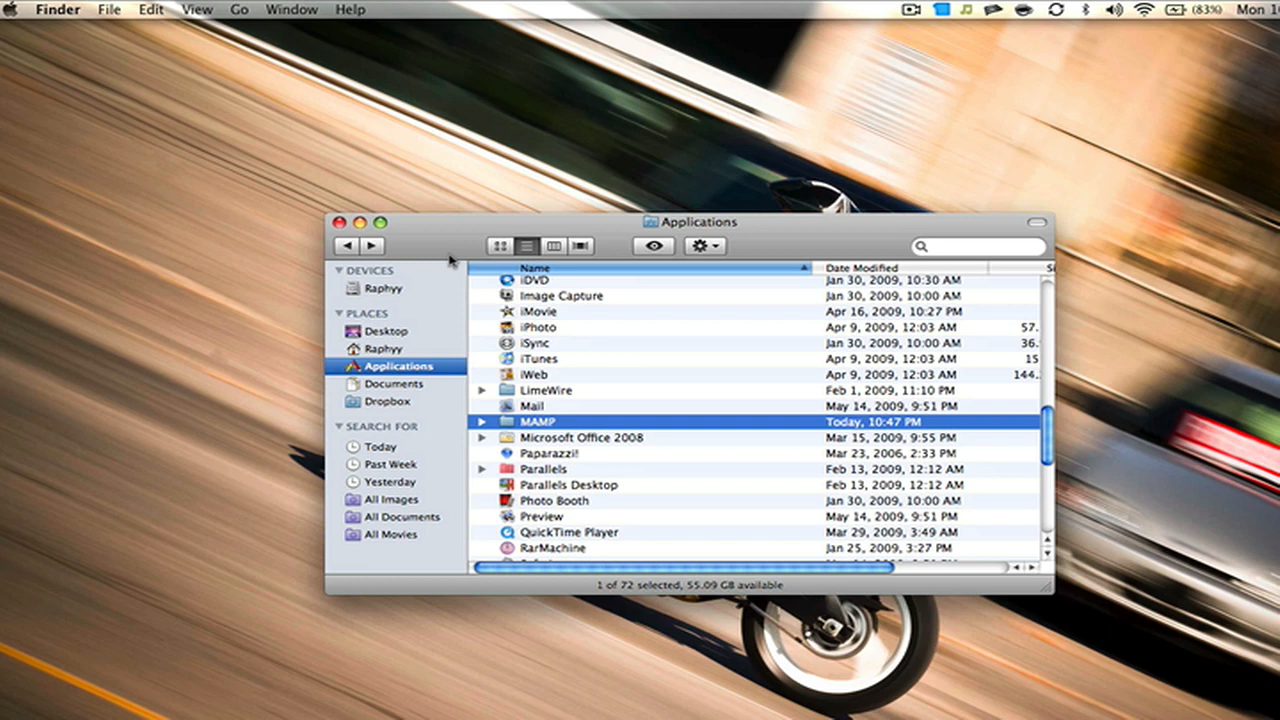 Finder File Edit View Go Window Help (83%) Mon 1
Applications
Name Date Modified Si
DEVICES
Raphyy
PLACES
Desktop
Raphyy
Applications
Documents
Dropbox
SEARCH FOR
Today
Past Week
Yesterday
All Images
All Documents
All Movies
iDVD Jan 30, 2009, 10:30 AM
Image Capture Jan 30, 2009, 10:00 AM
iMovie Apr 16, 2009, 10:27 PM
iPhoto Apr 9, 2009, 12:03 AM 57.
iSync Jan 30, 2009, 10:00 AM 36.
iTunes Apr 9, 2009, 12:03 AM 15
iWeb Apr 9, 2009, 12:03 AM 144.
LimeWire Feb 1, 2009, 11:10 PM
Mail May 14, 2009, 9:51 PM
MAMP Today, 10:47 PM
Microsoft Office 2008 Mar 15, 2009, 9:55 PM
Paparazzi! Mar 23, 2006, 2:33 PM
Parallels Feb 13, 2009, 12:12 AM
Parallels Desktop Feb 13, 2009, 12:12 AM
Photo Booth Jan 30, 2009, 10:00 AM
Preview May 14, 2009, 9:51 PM
QuickTime Player Mar 29, 2009, 3:49 AM
RarMachine Jan 25, 2009, 3:27 PM
1 of 72 selected, 55.09 GB available